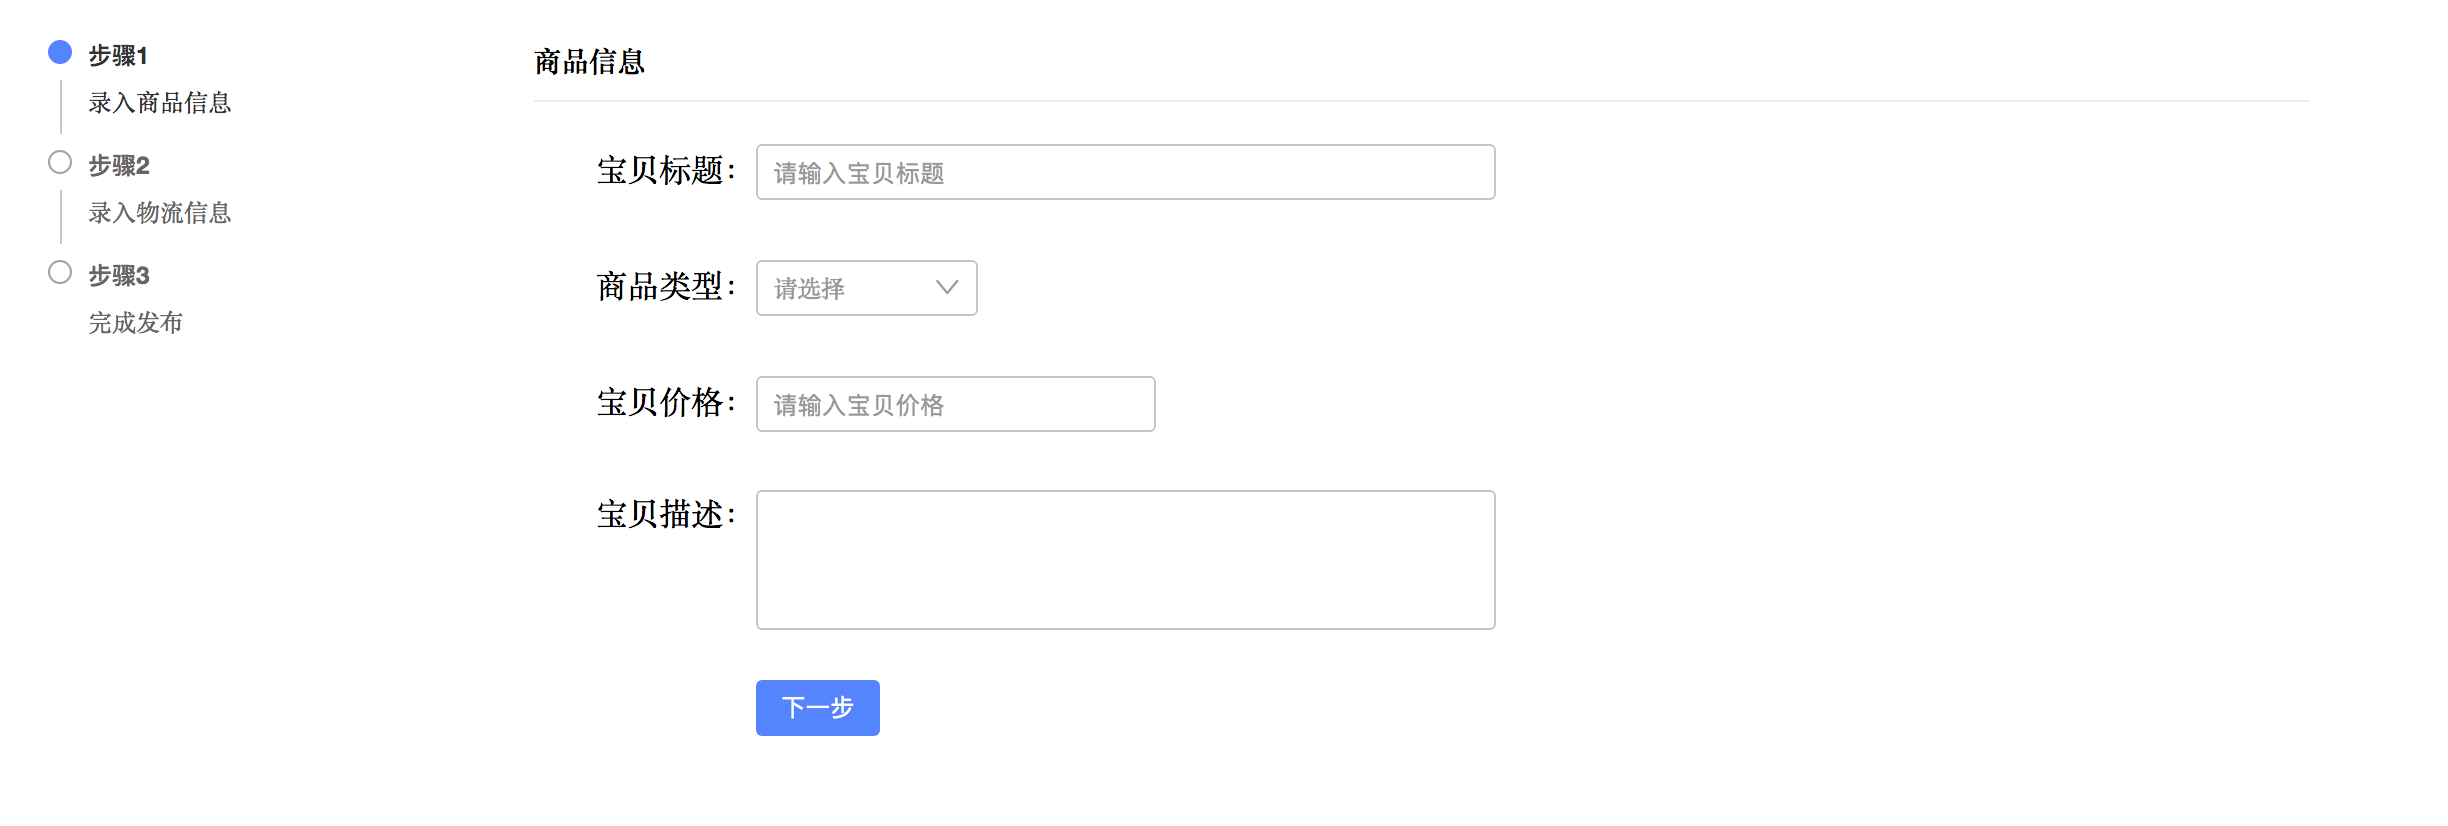 步骤1
录入商品信息
步骤2
录入物流信息
步骤3
完成发布
商品信息
宝贝标题：
请输入宝贝标题
商品类型：
请选择
宝贝价格：
请输入宝贝价格
宝贝描述：
下一步